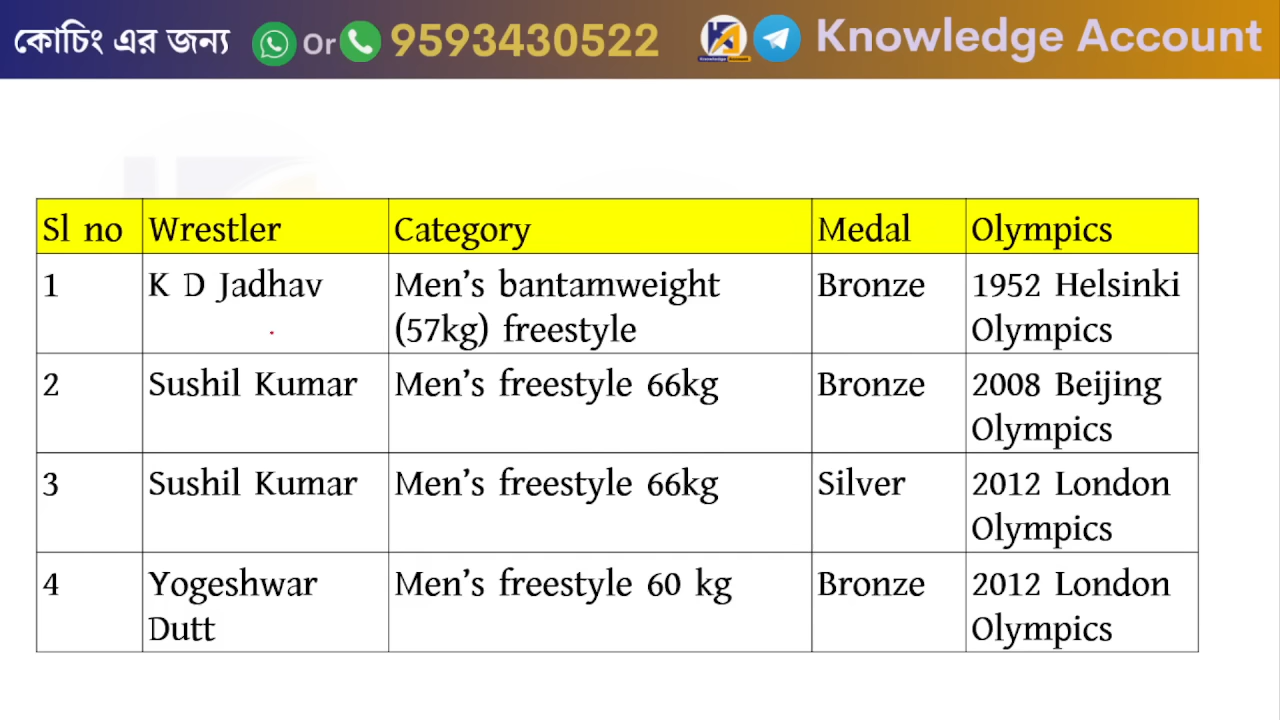 কোচিং এর জন্য Or 9593430522 Knowledge Account
Sl no Wrestler Category Medal Olympics
1 K D Jadhav Men's bantamweight Bronze 1952 Helsinki
(57kg) freestyle Olympics
2 Sushil Kumar Men's freestyle 66kg Bronze 2008 Beijing
Olympics
3 Sushil Kumar Men's freestyle 66kg Silver 2012 London
Olympics
4 Yogeshwar Men's freestyle 60 kg Bronze 2012 London
Dutt Olympics